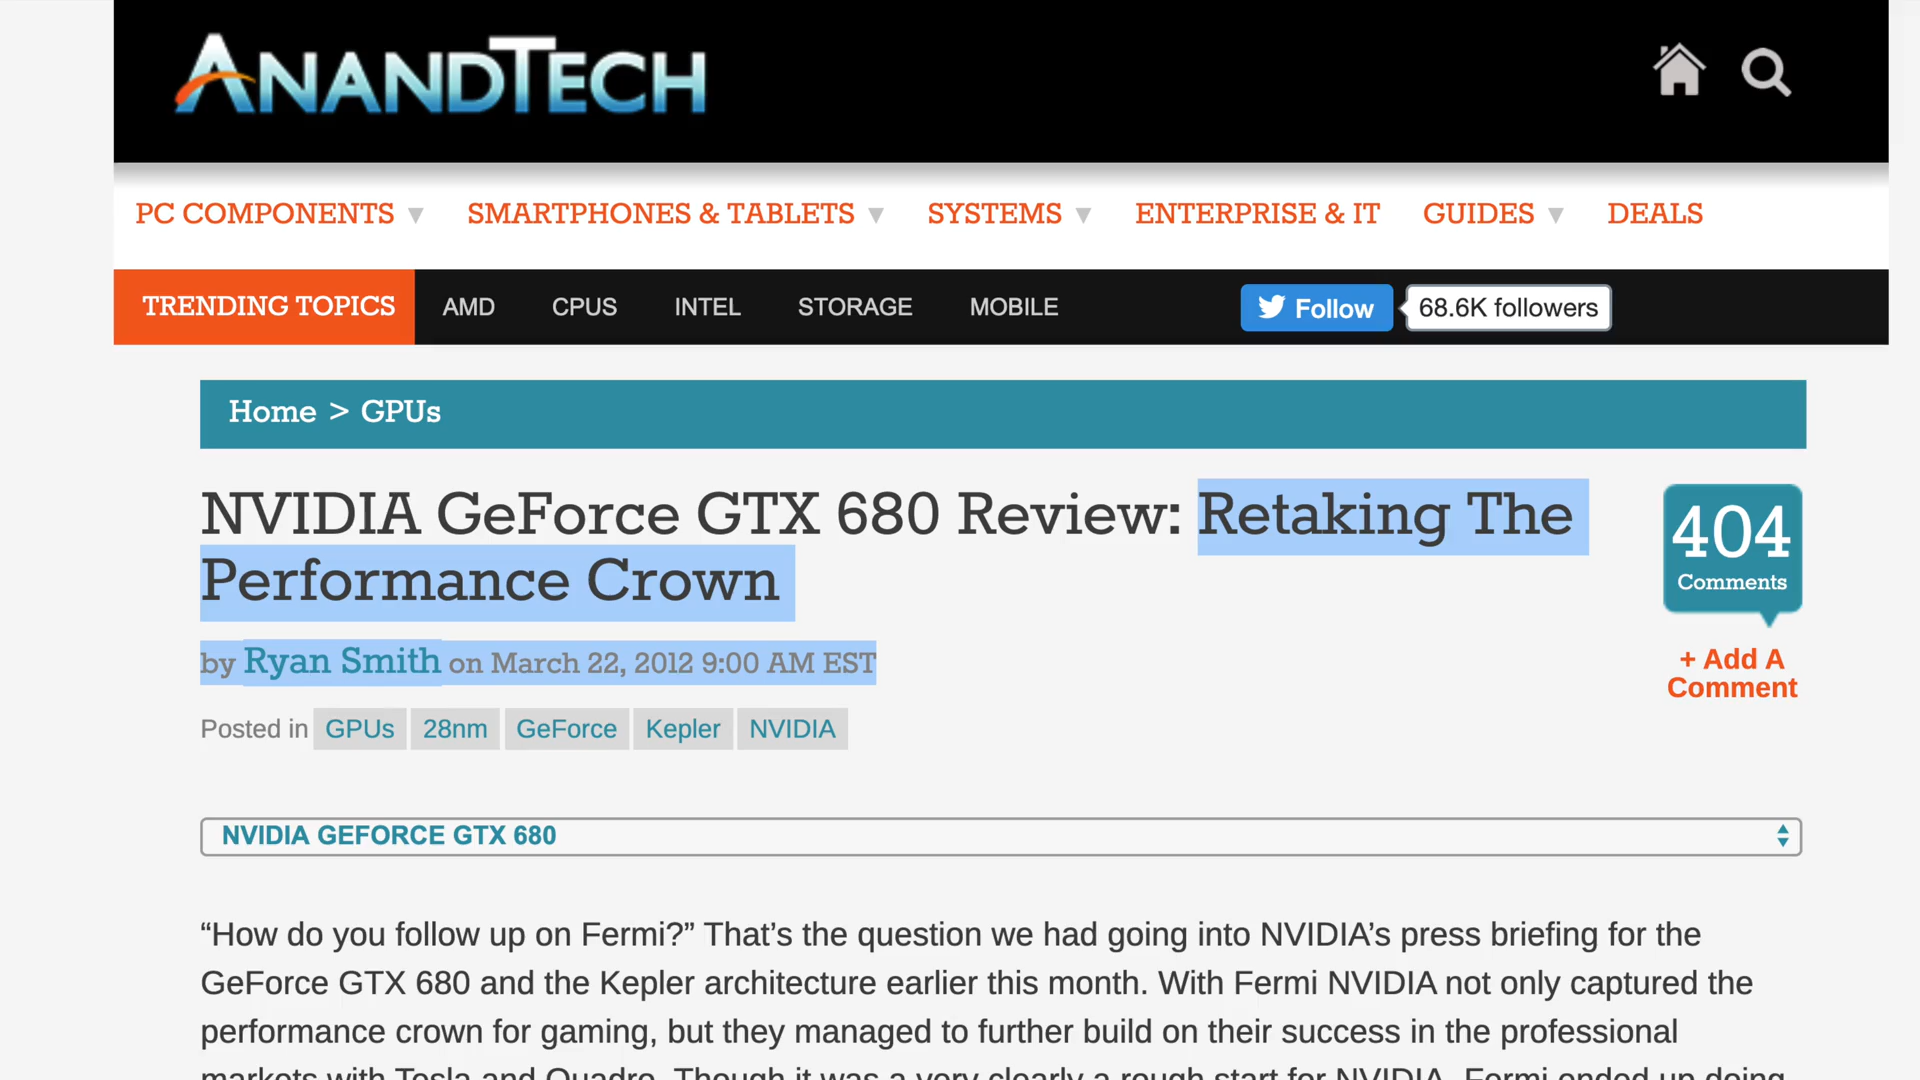 ANANDTECH
PC COMPONENTS ▼ SMARTPHONES & TABLETS ▼ SYSTEMS ▼ ENTERPRISE & IT GUIDES ▼ DEALS
TRENDING TOPICS AMD CPUS INTEL STORAGE MOBILE Follow 68.6K followers
Home > GPUs
NVIDIA GeForce GTX 680 Review: Retaking The
Performance Crown
404
Comments
by Ryan Smith on March 22, 2012 9:00 AM EST
+ Add A
Comment
Posted in GPUs 28nm GeForce Kepler NVIDIA
NVIDIA GEFORCE GTX 680
“How do you follow up on Fermi?” That’s the question we had going into NVIDIA’s press briefing for the
GeForce GTX 680 and the Kepler architecture earlier this month. With Fermi NVIDIA not only captured the
performance crown for gaming, but they managed to further build on their success in the professional
markets with Tesla and Quadro. Though it was a very clearly a rough start for NVIDIA, Fermi ended up doing